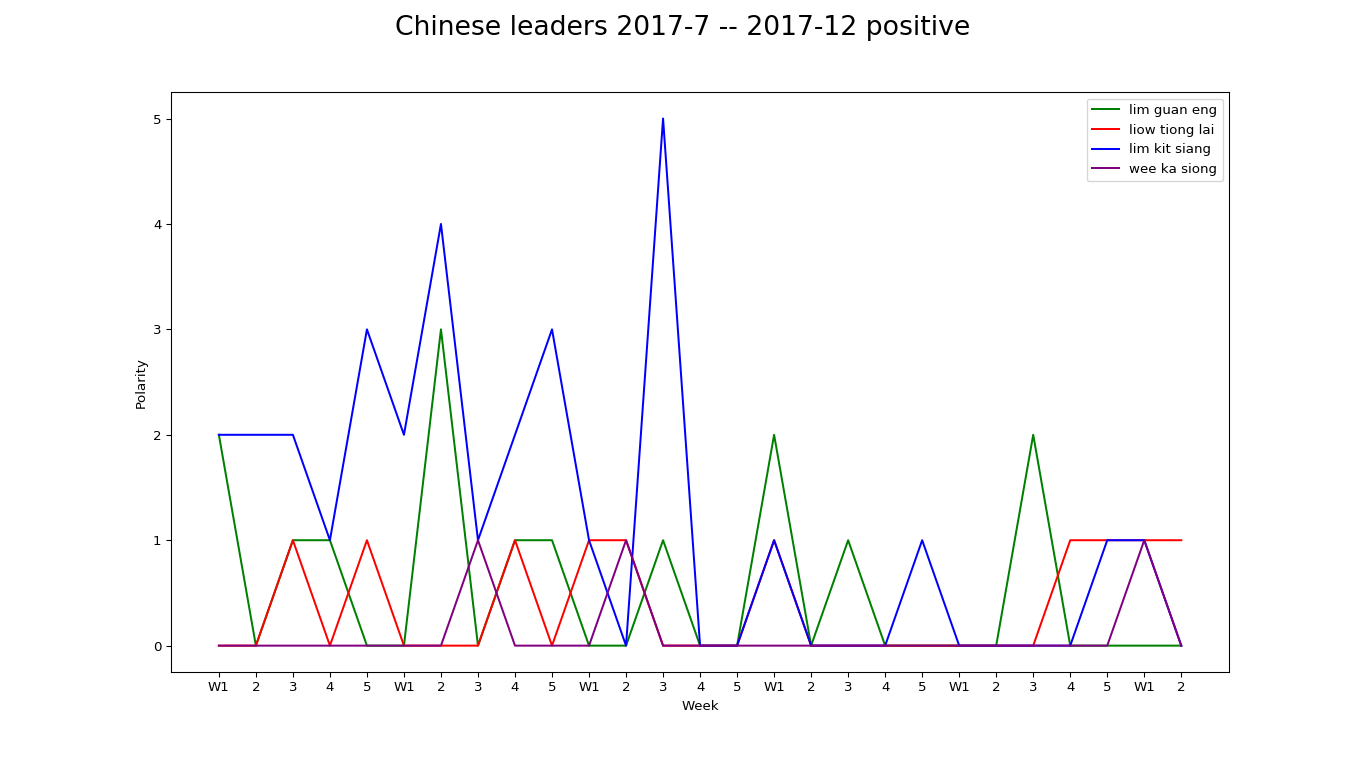 Chinese leaders 2017-7 -- 2017-12 positive
lim guan eng
liow tiong lai
lim kit siang
wee ka siong
5
4
3
2
1
0
Polarity
W1 2 3 4 5 W1 2 3 4 5 W1 2 3 4 5 W1 2 3 4 5 W1 2 3 4 5 W1 2
Week